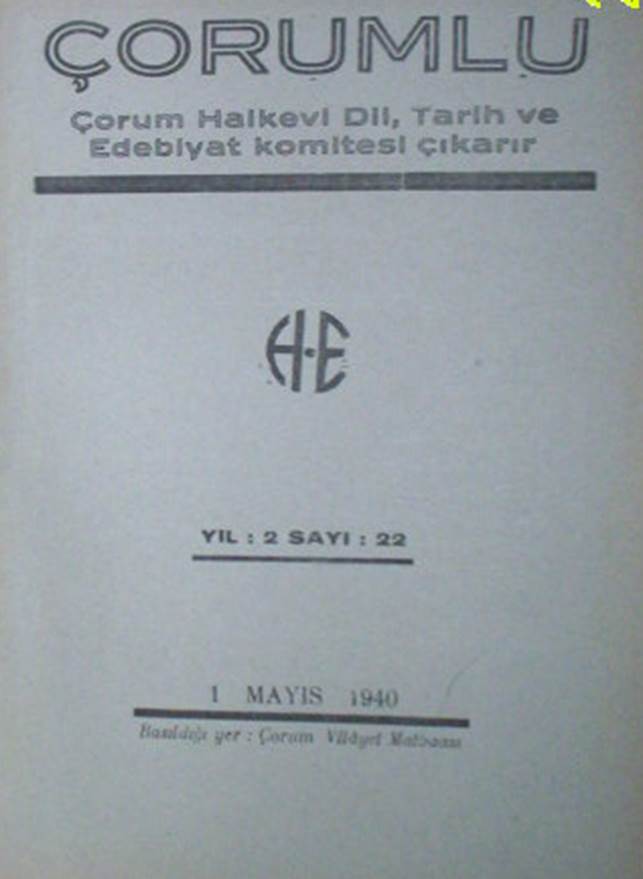 ÇORUMLU
Çorum Halkevi Dil, Tarih ve
Edebiyat komitesi çıkarır
H·E
YIL : 2 SAYI : 22
1 MAYIS 1940
Basıldığı yer : Çorum Vilâyet Matbaası